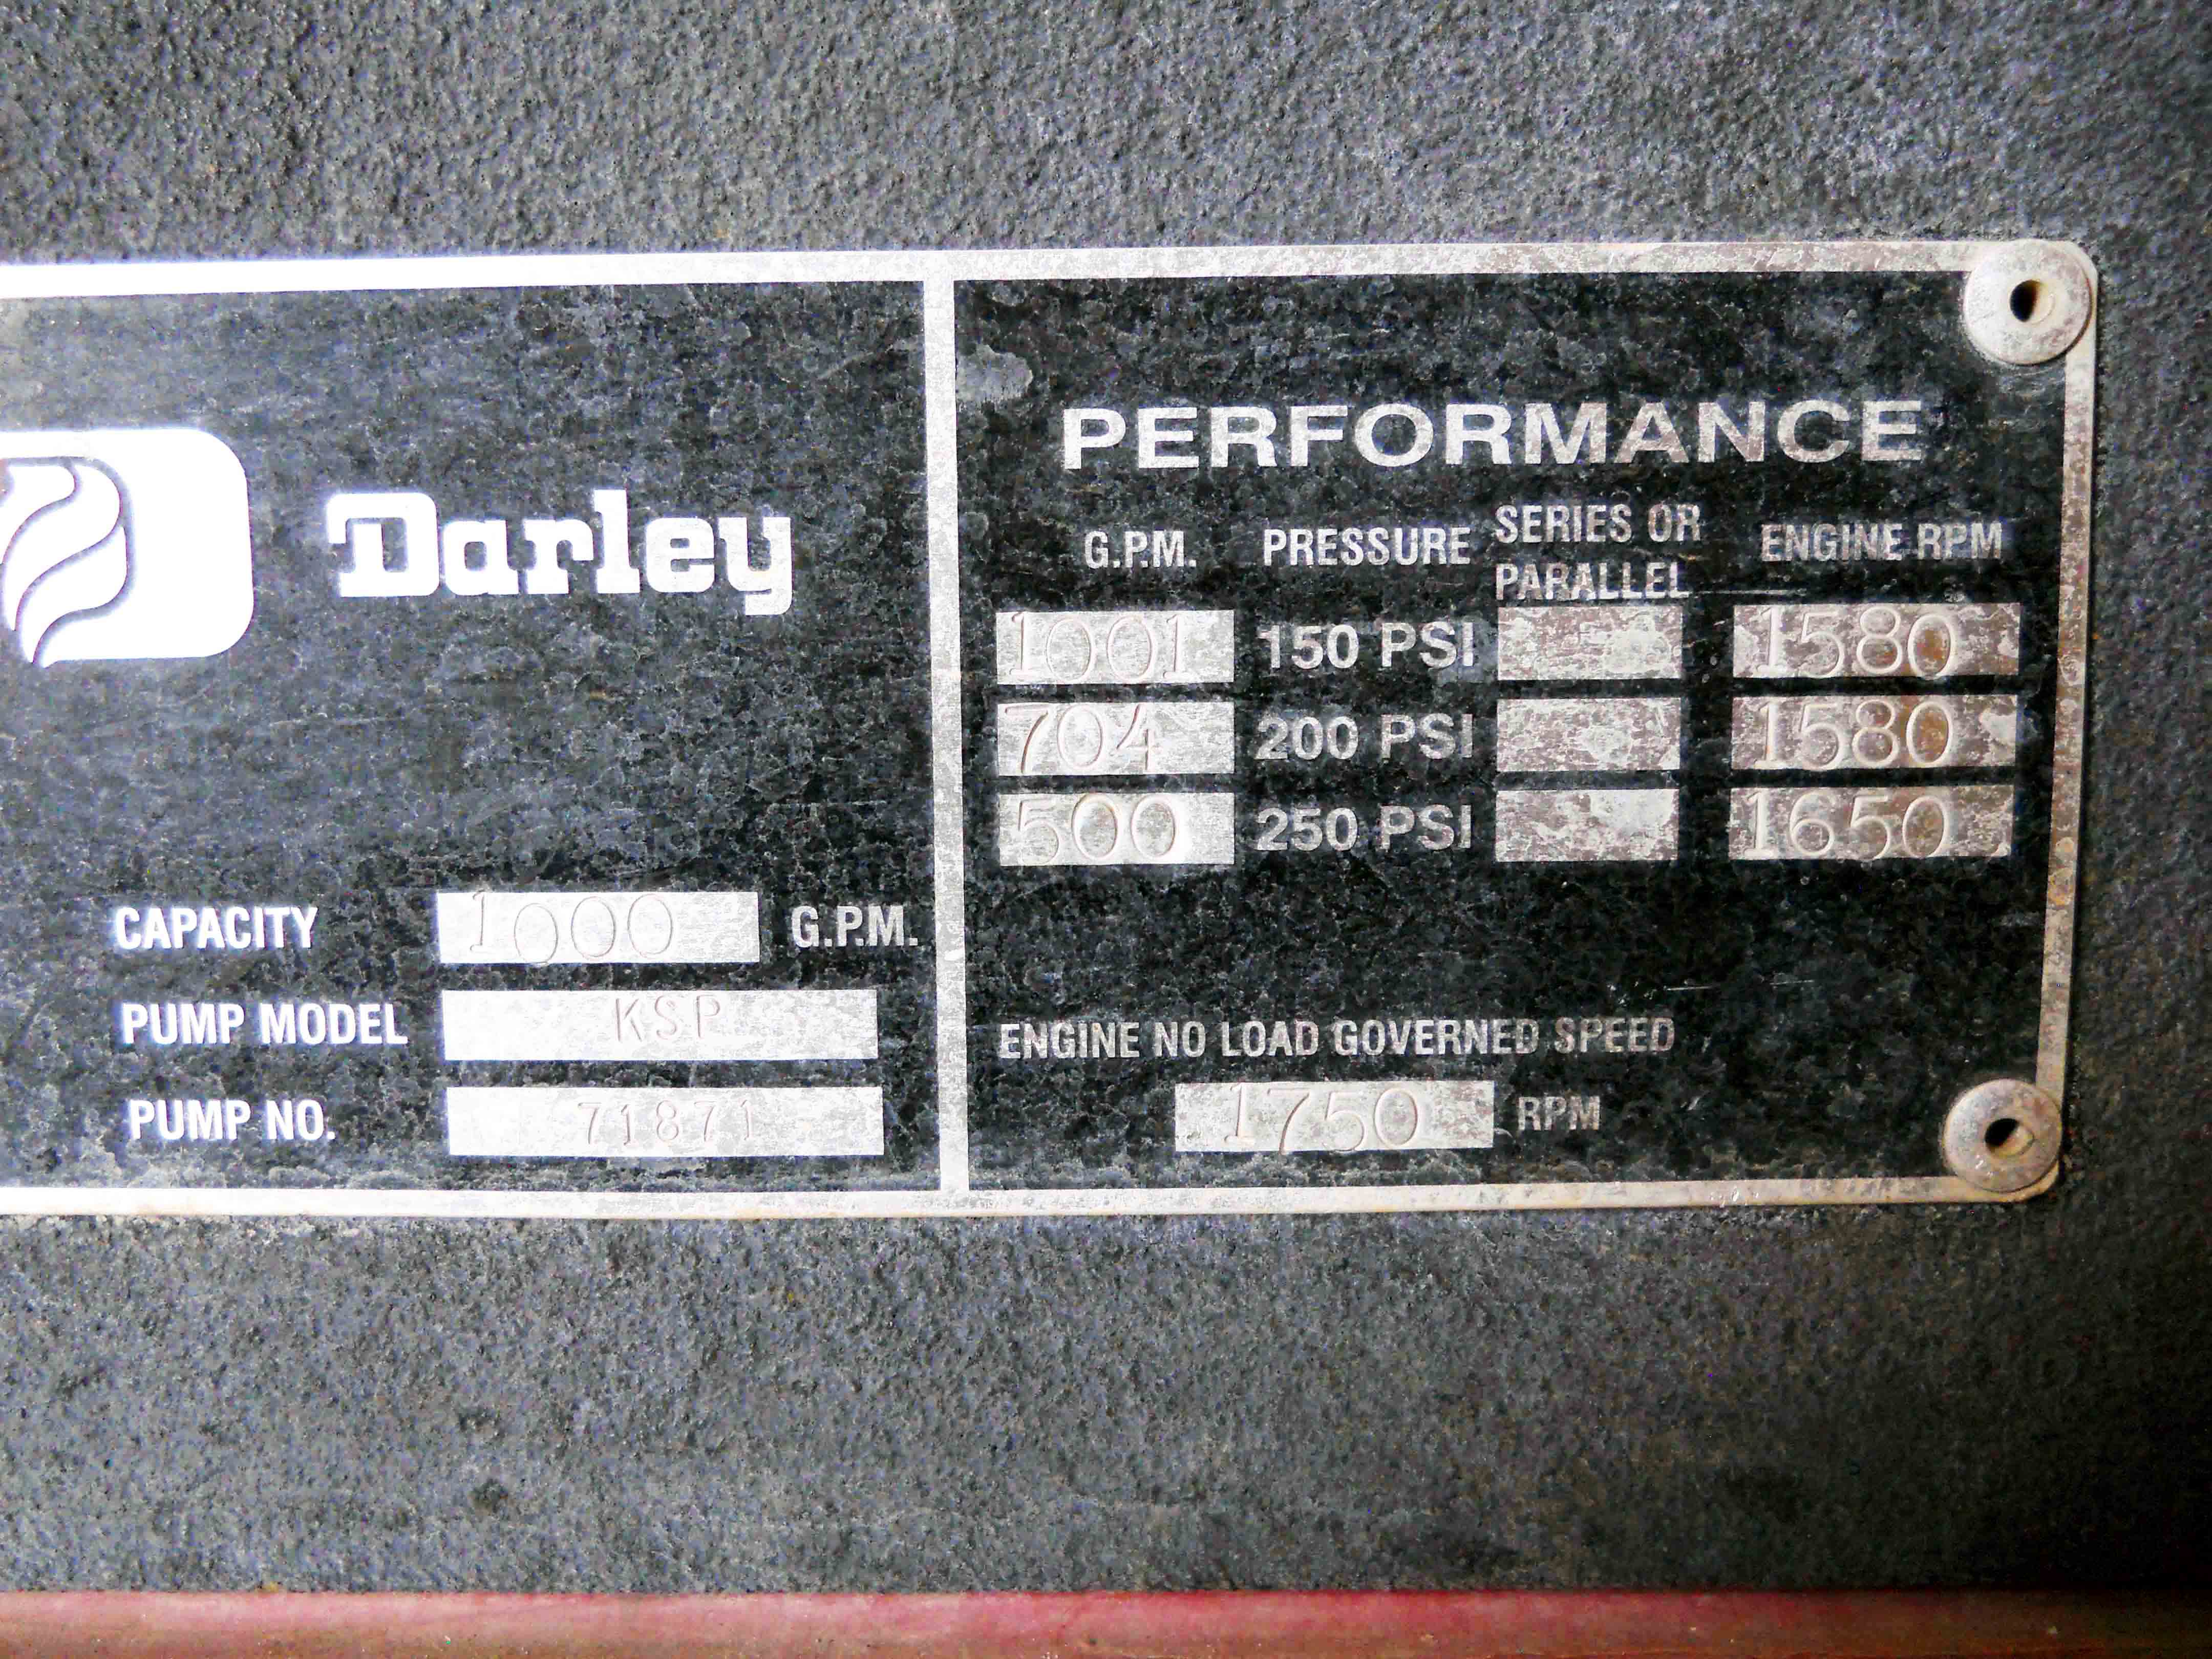 Darley
CAPACITY 1000 G.P.M.
PUMP MODEL KSP
PUMP NO. 71871
PERFORMANCE
G.P.M. PRESSURE SERIES OR PARALLEL ENGINE RPM
1001 150 PSI 1580
704 200 PSI 1580
500 250 PSI 1650
ENGINE NO LOAD GOVERNED SPEED
1750 RPM